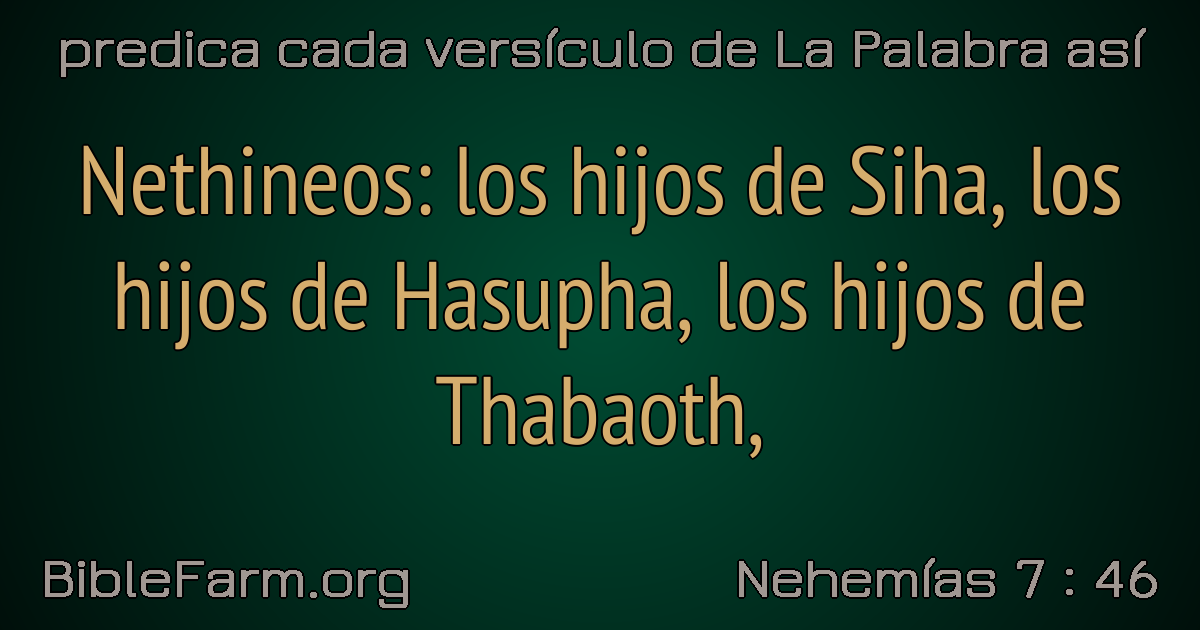 predica cada versículo de La Palabra así
Nethineos: los hijos de Siha, los
hijos de Hasupha, los hijos de
Thabaoth,
BibleFarm.org
Nehemías 7 : 46